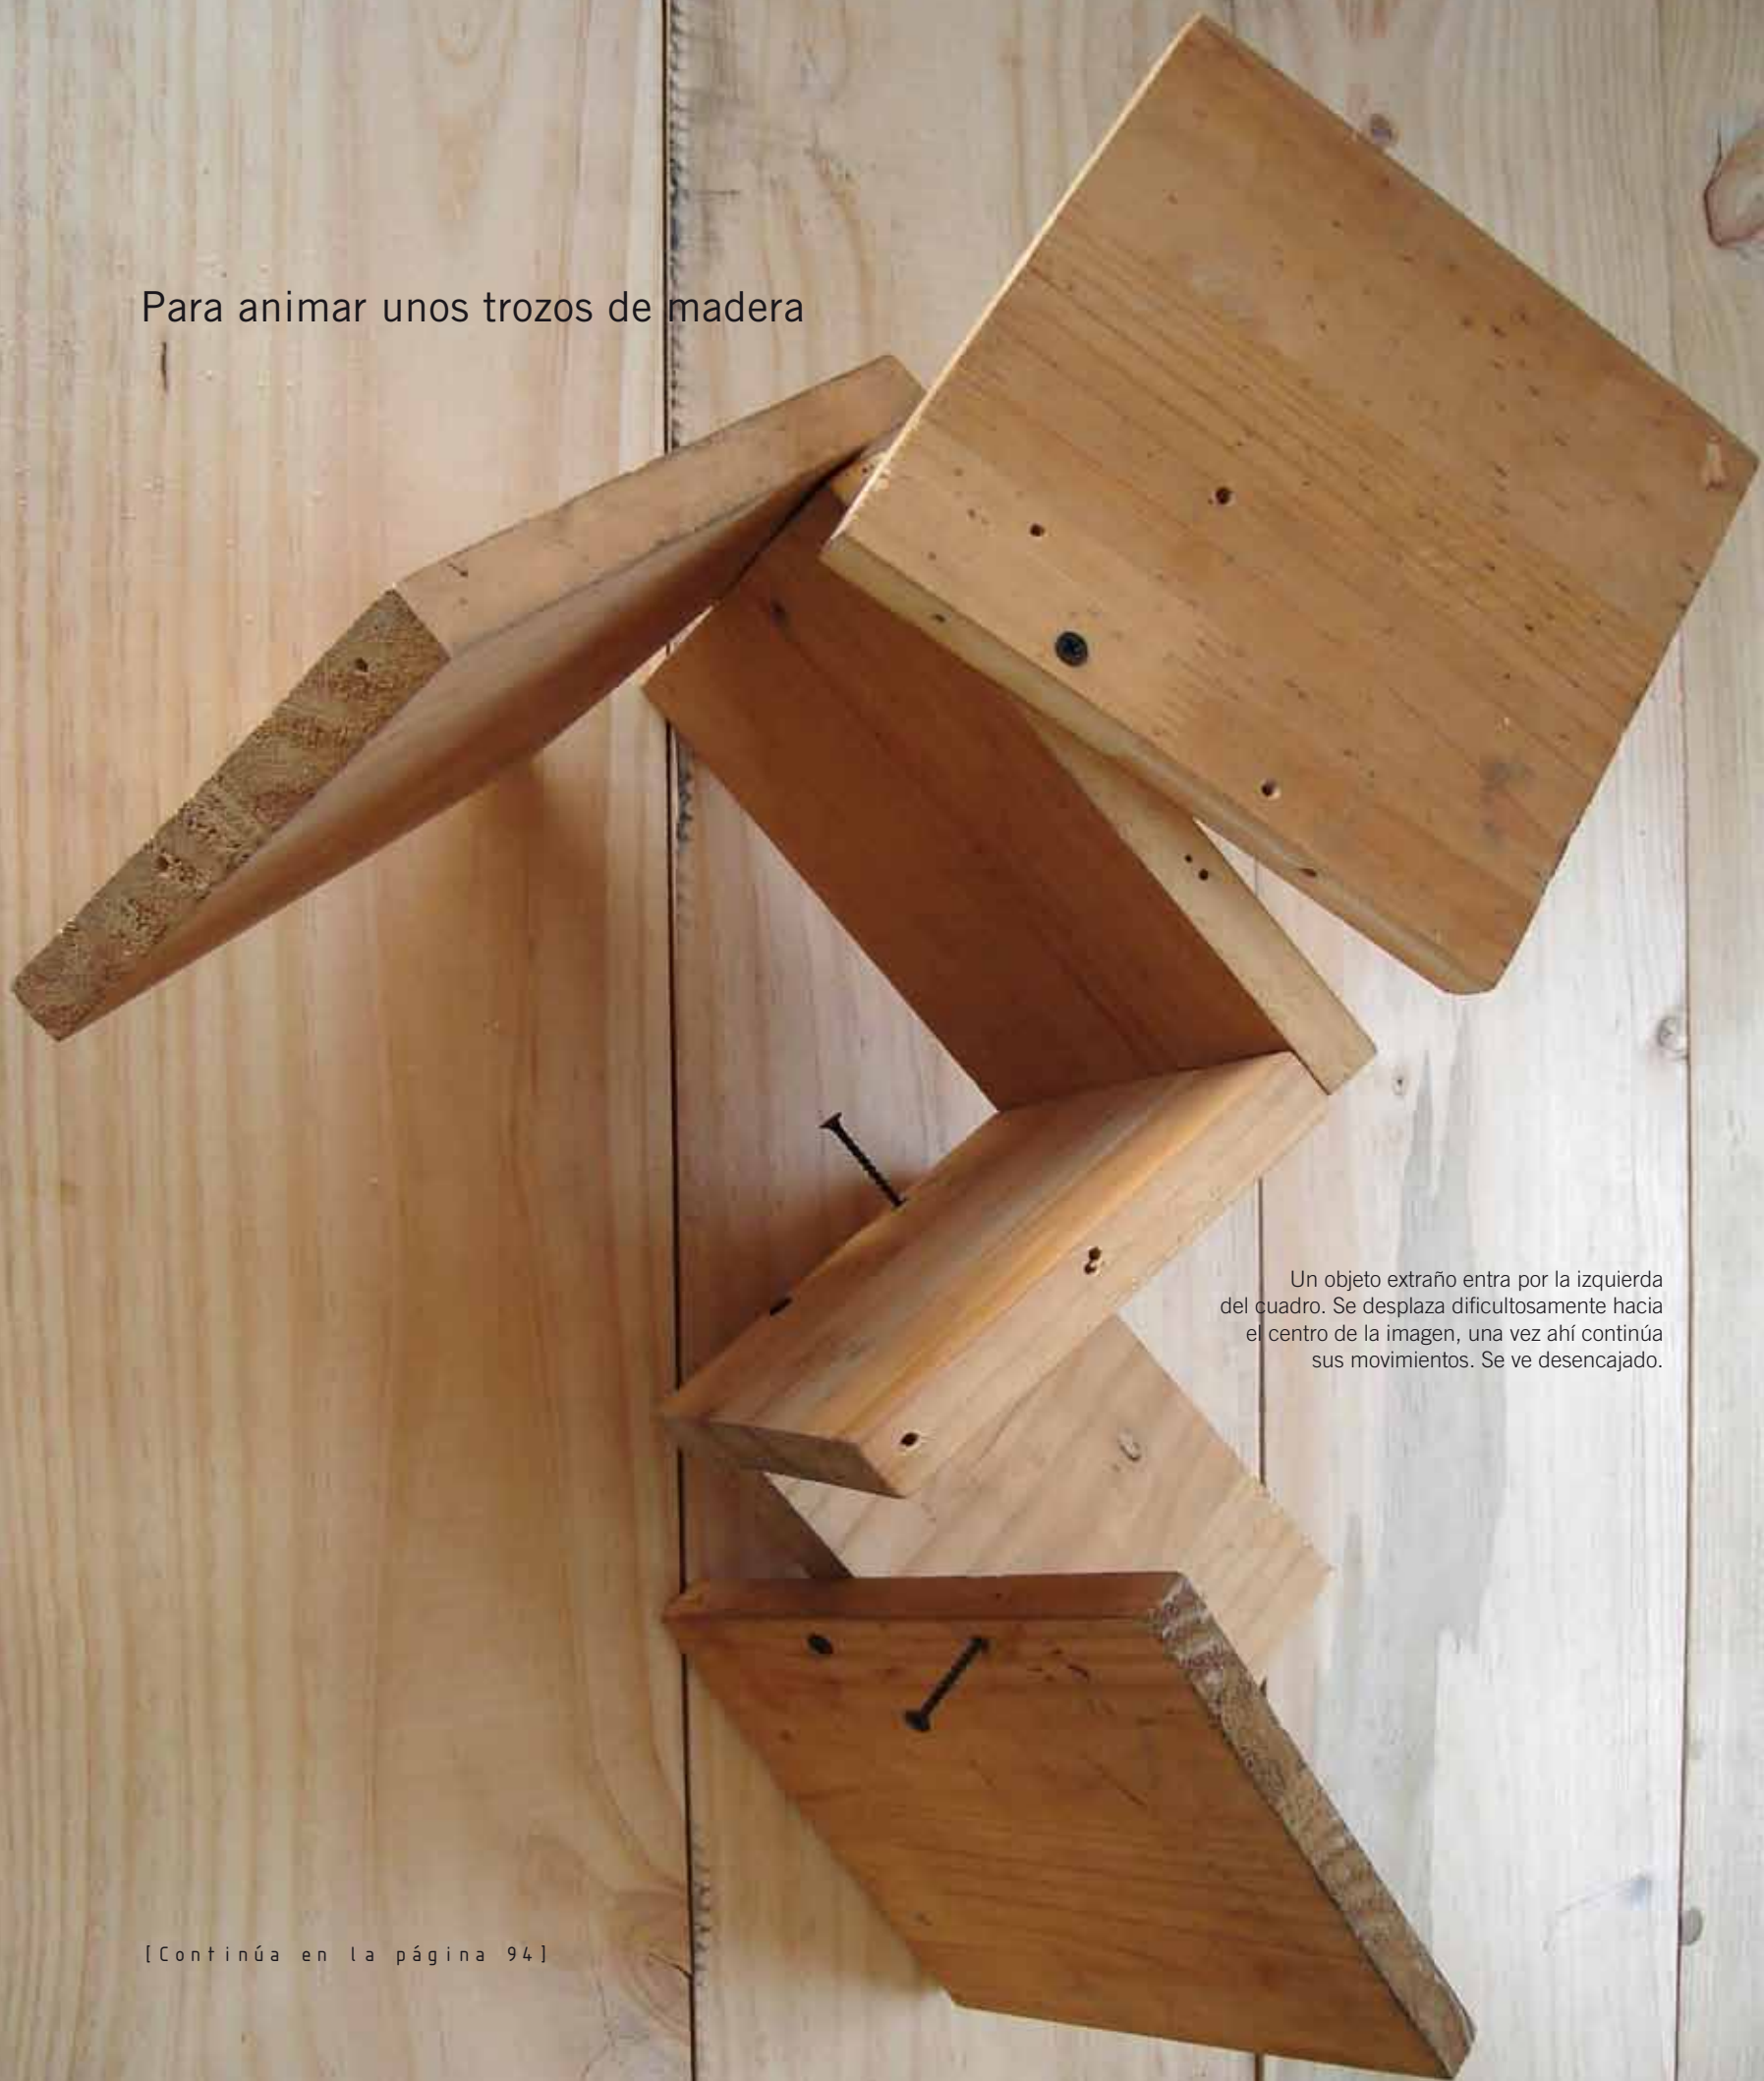 Para animar unos trozos de madera
Un objeto extraño entra por la izquierda
del cuadro. Se desplaza dificultosamente hacia
el centro de la imagen, una vez ahí continúa
sus movimientos. Se ve desencajado.
[Continúa en la página 94]